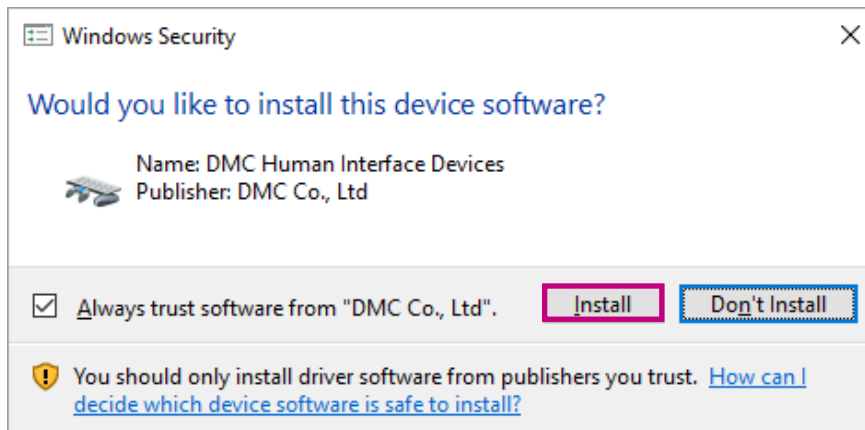 Windows Security
Would you like to install this device software?
Name: DMC Human Interface Devices
Publisher: DMC Co., Ltd
Always trust software from "DMC Co., Ltd".
Install
Don't Install
You should only install driver software from publishers you trust. How can I
decide which device software is safe to install?